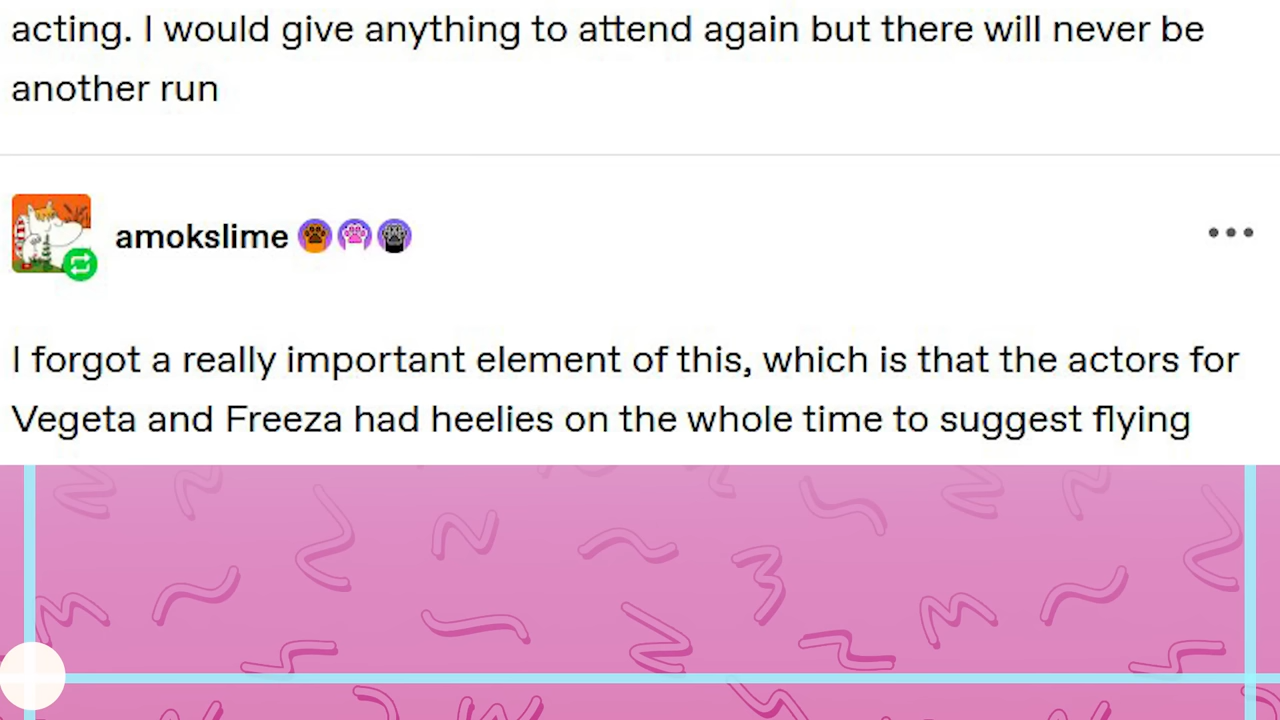 acting. I would give anything to attend again but there will never be
another run
amokslime
I forgot a really important element of this, which is that the actors for
Vegeta and Freeza had heelies on the whole time to suggest flying